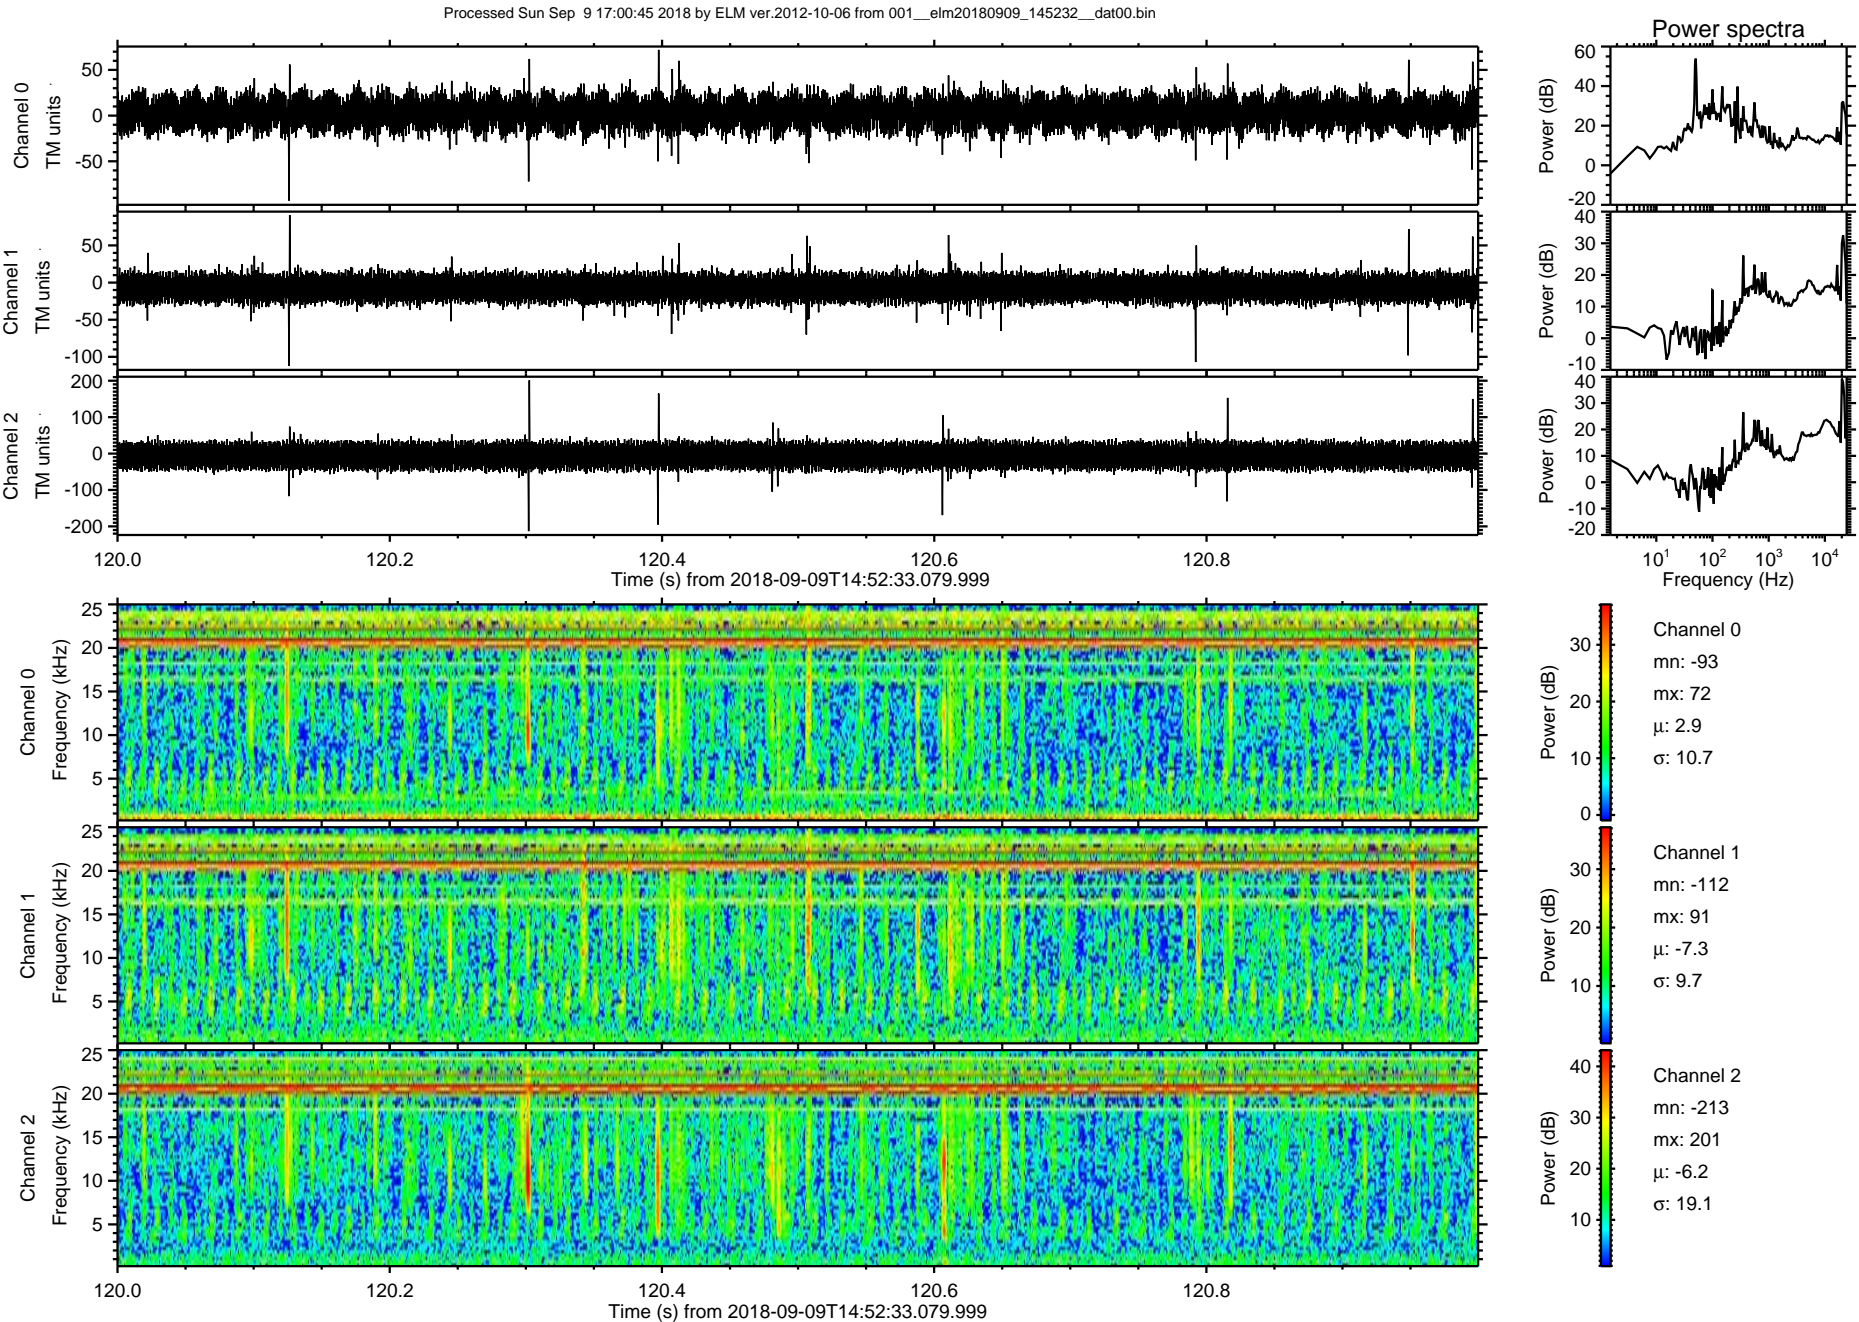 Processed Sun Sep  9 17:00:45 2018 by ELM ver.2012-10-06 from 001__elm20180909_145232__dat00.bin
Power spectra
Channel 0
TM units
50
0
-50
Power (dB)
60
40
20
0
-20
Channel 1
TM units
50
0
-50
-100
Power (dB)
40
30
20
10
0
-10
Channel 2
TM units
200
100
0
-100
-200
Power (dB)
40
30
20
10
0
-10
-20
120.0 120.2 120.4 120.6 120.8
Time (s) from 2018-09-09T14:52:33.079.999
10¹ 10² 10³ 10⁴
Frequency (Hz)
Channel 0
Frequency (kHz)
25
20
15
10
5
Power (dB)
30
20
10
0
Channel 0
mn: -93
mx: 72
μ: 2.9
σ: 10.7
Channel 1
Frequency (kHz)
25
20
15
10
5
Power (dB)
30
20
10
Channel 1
mn: -112
mx: 91
μ: -7.3
σ: 9.7
Channel 2
Frequency (kHz)
25
20
15
10
5
Power (dB)
40
30
20
10
Channel 2
mn: -213
mx: 201
μ: -6.2
σ: 19.1
120.0 120.2 120.4 120.6 120.8
Time (s) from 2018-09-09T14:52:33.079.999